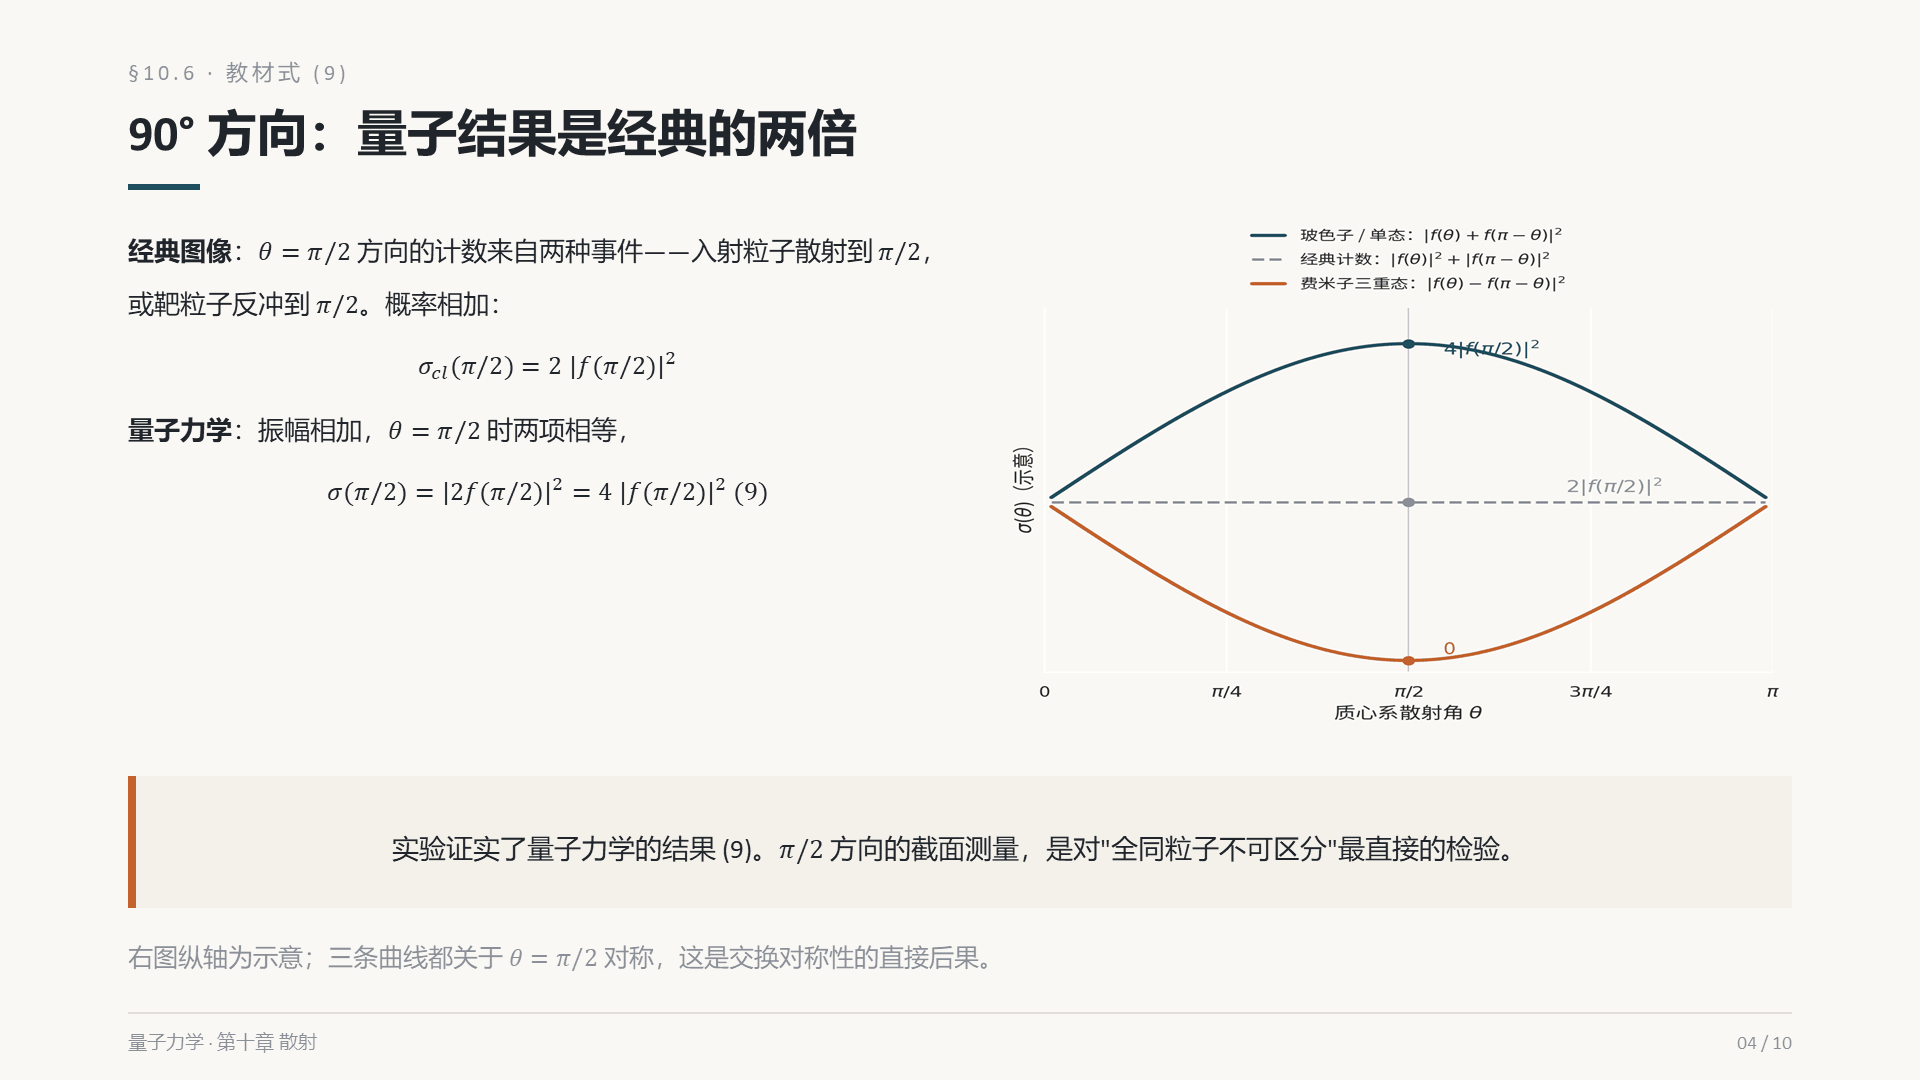 §10.6 · 教材式 (9)
90° 方向：量子结果是经典的两倍
经典图像：θ = π/2 方向的计数来自两种事件——入射粒子散射到 π/2，
或靶粒子反冲到 π/2。概率相加：
σ_cl(π/2) = 2 |f(π/2)|²
量子力学：振幅相加，θ = π/2 时两项相等，
σ(π/2) = |2f(π/2)|² = 4 |f(π/2)|² (9)
玻色子 / 单态：|f(θ) + f(π − θ)|²
经典计数：|f(θ)|² + |f(π − θ)|²
费米子三重态：|f(θ) − f(π − θ)|²
4|f(π/2)|²
2|f(π/2)|²
0
σ(θ)（示意）
0 π/4 π/2 3π/4 π
质心系散射角 θ
实验证实了量子力学的结果 (9)。π/2 方向的截面测量，是对"全同粒子不可区分"最直接的检验。
右图纵轴为示意；三条曲线都关于 θ = π/2 对称，这是交换对称性的直接后果。
量子力学 · 第十章 散射
04 / 10